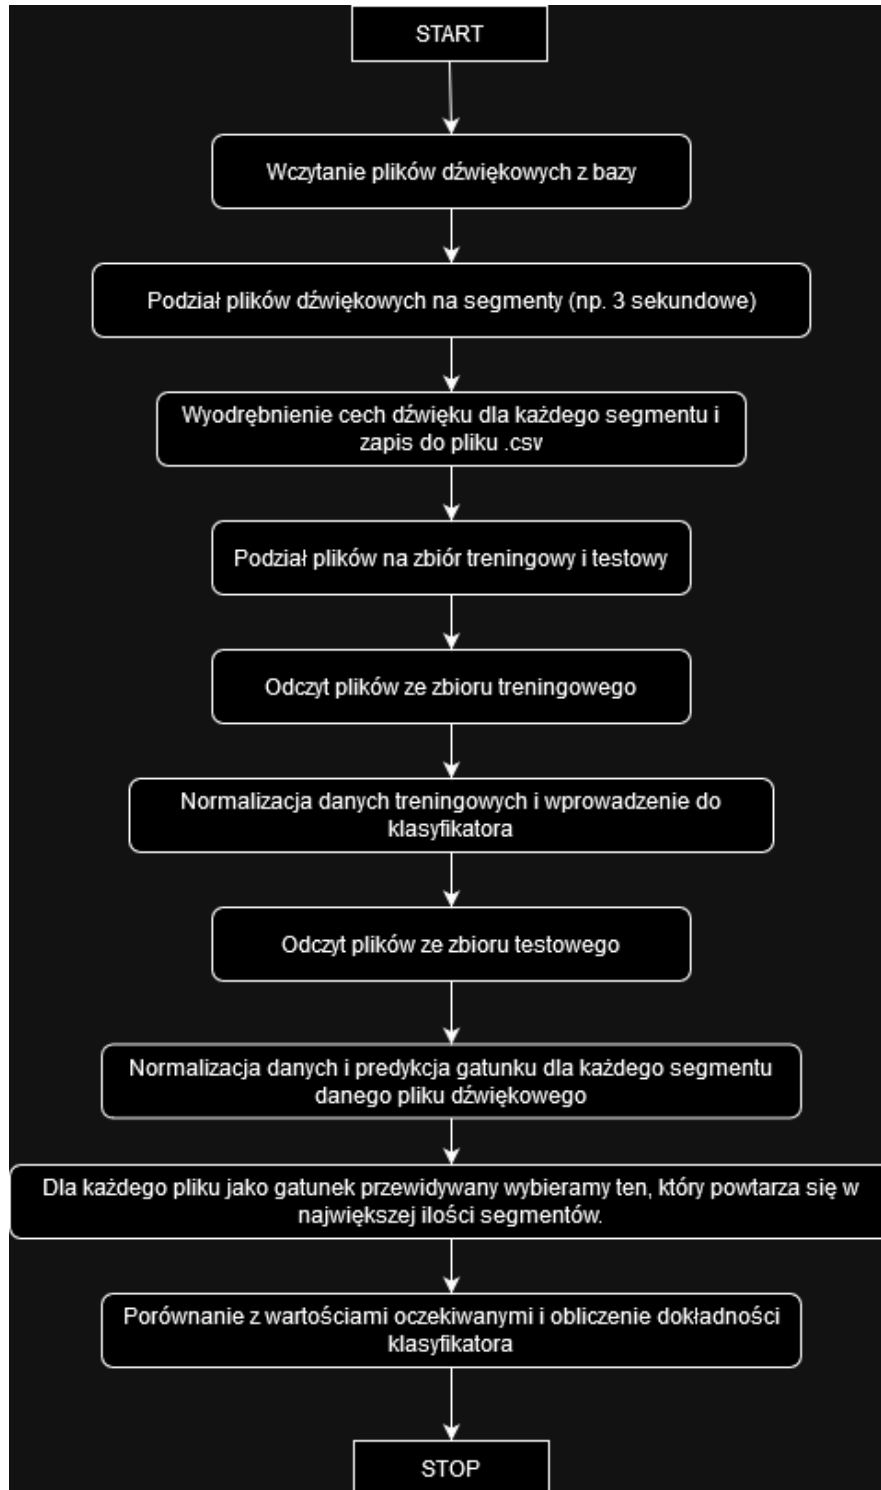 START
Wczytanie plików dźwiękowych z bazy
Podział plików dźwiękowych na segmenty (np. 3 sekundowe)
Wyodrębnienie cech dźwięku dla każdego segmentu i
zapis do pliku .csv
Podział plików na zbiór treningowy i testowy
Odczyt plików ze zbioru treningowego
Normalizacja danych treningowych i wprowadzenie do
klasyfikatora
Odczyt plików ze zbioru testowego
Normalizacja danych i predykcja gatunku dla każdego segmentu
danego pliku dźwiękowego
Dla każdego pliku jako gatunek przewidywany wybieramy ten, który powtarza się w
największej ilości segmentów.
Porównanie z wartościami oczekiwanymi i obliczenie dokładności
klasyfikatora
STOP